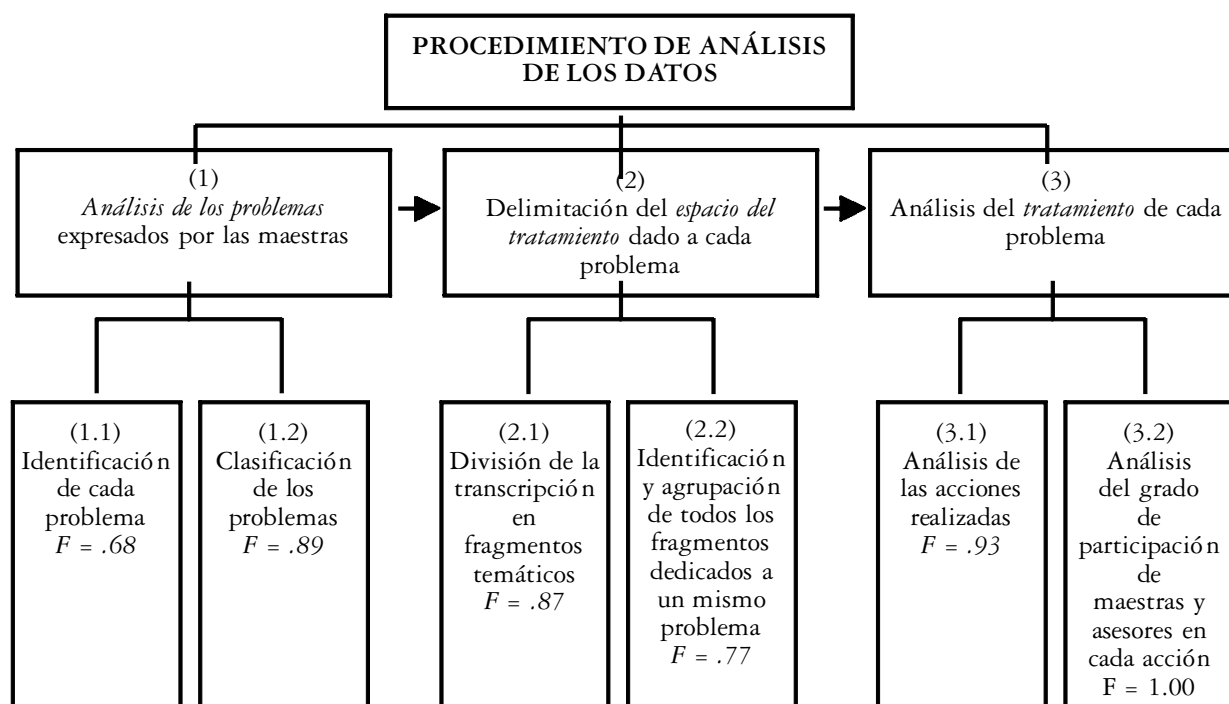 PROCEDIMIENTO DE ANÁLISIS
DE LOS DATOS
(1)
Análisis de los problemas
expresados por las maestras
(2)
Delimitación del espacio del
tratamiento dado a cada
problema
(3)
Análisis del tratamiento de cada
problema
(1.1)
Identificación
de cada
problema
F = .68
(1.2)
Clasificación
de los
problemas
F = .89
(2.1)
División de la
transcripción
en
fragmentos
temáticos
F = .87
(2.2)
Identificación
y agrupación
de todos los
fragmentos
dedicados a
un mismo
problema
F = .77
(3.1)
Análisis de
las acciones
realizadas
F = .93
(3.2)
Análisis
del grado
de
participación
de
maestras y
asesores en
cada acción
F = 1.00